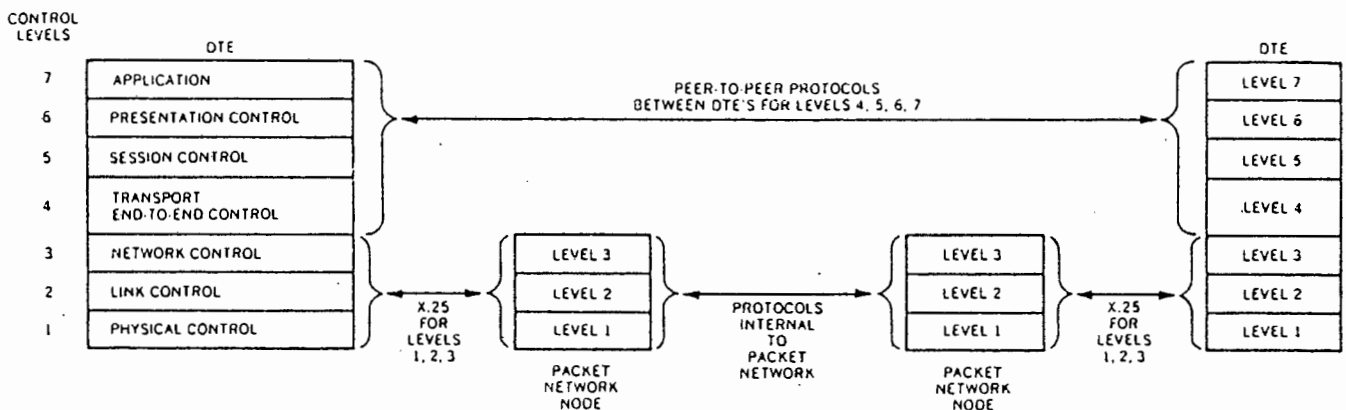 CONTROL
LEVELS
DTE
DTE
7
APPLICATION
LEVEL 7
PEER-TO-PEER PROTOCOLS
BETWEEN DTE'S FOR LEVELS 4, 5, 6, 7
6
PRESENTATION CONTROL
LEVEL 6
5
SESSION CONTROL
LEVEL 5
4
TRANSPORT
END-TO-END CONTROL
LEVEL 4
3
NETWORK CONTROL
LEVEL 3
LEVEL 3
LEVEL 3
2
LINK CONTROL
LEVEL 2
LEVEL 2
LEVEL 2
1
PHYSICAL CONTROL
LEVEL 1
LEVEL 1
LEVEL 1
X.25
FOR
LEVELS
1, 2, 3
PROTOCOLS
INTERNAL
TO
PACKET
NETWORK
X.25
FOR
LEVELS
1, 2, 3
PACKET
NETWORK
NODE
PACKET
NETWORK
NODE